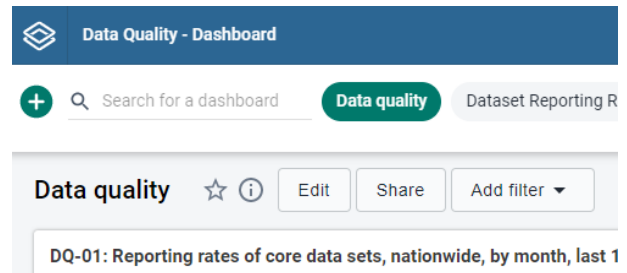 Data Quality - Dashboard
Search for a dashboard Data quality Dataset Reporting R
Data quality Edit Share Add filter
DQ-01: Reporting rates of core data sets, nationwide, by month, last 1